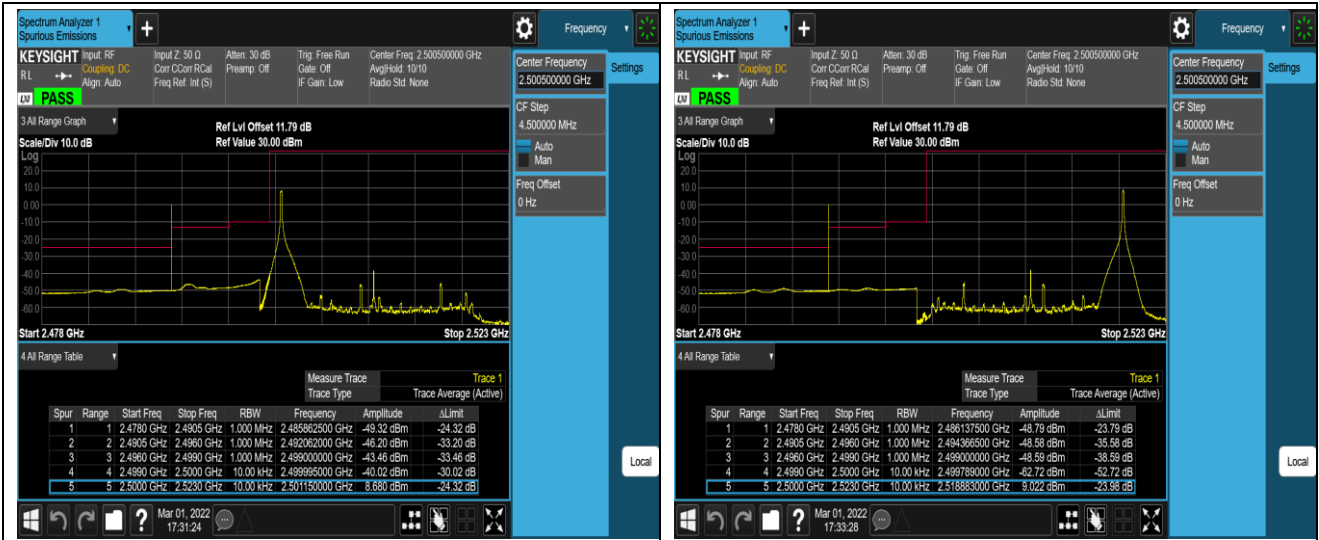 Spectrum Analyzer 1
Spurious Emissions
Frequency
KEYSIGHT
Input: RF
Coupling: DC
Align: Auto
Input Z: 50 Ω
Corr CCorr RCal
Freq Ref: Int (S)
Atten: 30 dB
Preamp: Off
Trig: Free Run
Gate: Off
IF Gain: Low
Center Freq: 2.500500000 GHz
Avg|Hold: 10/10
Radio Std: None
RL
LXI
PASS
Center Frequency
2.500500000 GHz
Settings
CF Step
4.500000 MHz
Auto
Man
Freq Offset
0 Hz
3 All Range Graph
Ref Lvl Offset 11.79 dB
Scale/Div 10.0 dB
Ref Value 30.00 dBm
Log
20.0
10.0
0.00
-10.0
-20.0
-30.0
-40.0
-50.0
-60.0
Start 2.478 GHz
Stop 2.523 GHz
4 All Range Table
Measure Trace Trace 1
Trace Type Trace Average (Active)
Spur Range Start Freq Stop Freq RBW Frequency Amplitude ΔLimit
1 1 2.4780 GHz 2.4905 GHz 1.000 MHz 2.485862500 GHz -49.32 dBm -24.32 dB
2 2 2.4905 GHz 2.4960 GHz 1.000 MHz 2.492062000 GHz -46.20 dBm -33.20 dB
3 3 2.4960 GHz 2.4990 GHz 1.000 MHz 2.499000000 GHz -43.46 dBm -33.46 dB
4 4 2.4990 GHz 2.5000 GHz 10.00 kHz 2.499995000 GHz -40.02 dBm -30.02 dB
5 5 2.5000 GHz 2.5230 GHz 10.00 kHz 2.501150000 GHz 8.680 dBm -24.32 dB
Local
?
Mar 01, 2022
17:31:24
Spectrum Analyzer 1
Spurious Emissions
Frequency
KEYSIGHT
Input: RF
Coupling: DC
Align: Auto
Input Z: 50 Ω
Corr CCorr RCal
Freq Ref: Int (S)
Atten: 30 dB
Preamp: Off
Trig: Free Run
Gate: Off
IF Gain: Low
Center Freq: 2.500500000 GHz
Avg|Hold: 10/10
Radio Std: None
RL
LXI
PASS
Center Frequency
2.500500000 GHz
Settings
CF Step
4.500000 MHz
Auto
Man
Freq Offset
0 Hz
3 All Range Graph
Ref Lvl Offset 11.79 dB
Scale/Div 10.0 dB
Ref Value 30.00 dBm
Log
20.0
10.0
0.00
-10.0
-20.0
-30.0
-40.0
-50.0
-60.0
Start 2.478 GHz
Stop 2.523 GHz
4 All Range Table
Measure Trace Trace 1
Trace Type Trace Average (Active)
Spur Range Start Freq Stop Freq RBW Frequency Amplitude ΔLimit
1 1 2.4780 GHz 2.4905 GHz 1.000 MHz 2.486137500 GHz -48.79 dBm -23.79 dB
2 2 2.4905 GHz 2.4960 GHz 1.000 MHz 2.494366500 GHz -48.58 dBm -35.58 dB
3 3 2.4960 GHz 2.4990 GHz 1.000 MHz 2.499000000 GHz -48.59 dBm -38.59 dB
4 4 2.4990 GHz 2.5000 GHz 10.00 kHz 2.499789000 GHz -62.72 dBm -52.72 dB
5 5 2.5000 GHz 2.5230 GHz 10.00 kHz 2.518883000 GHz 9.022 dBm -23.98 dB
Local
?
Mar 01, 2022
17:33:28